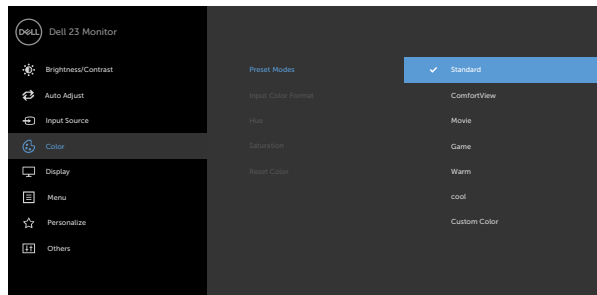 DELL Dell 23 Monitor
Brightness/Contrast Preset Modes Standard
Auto Adjust Input Color Format ComfortView
Input Source Hue Movie
Color Saturation Game
Display Reset Color Warm
Menu cool
Personalize Custom Color
Others